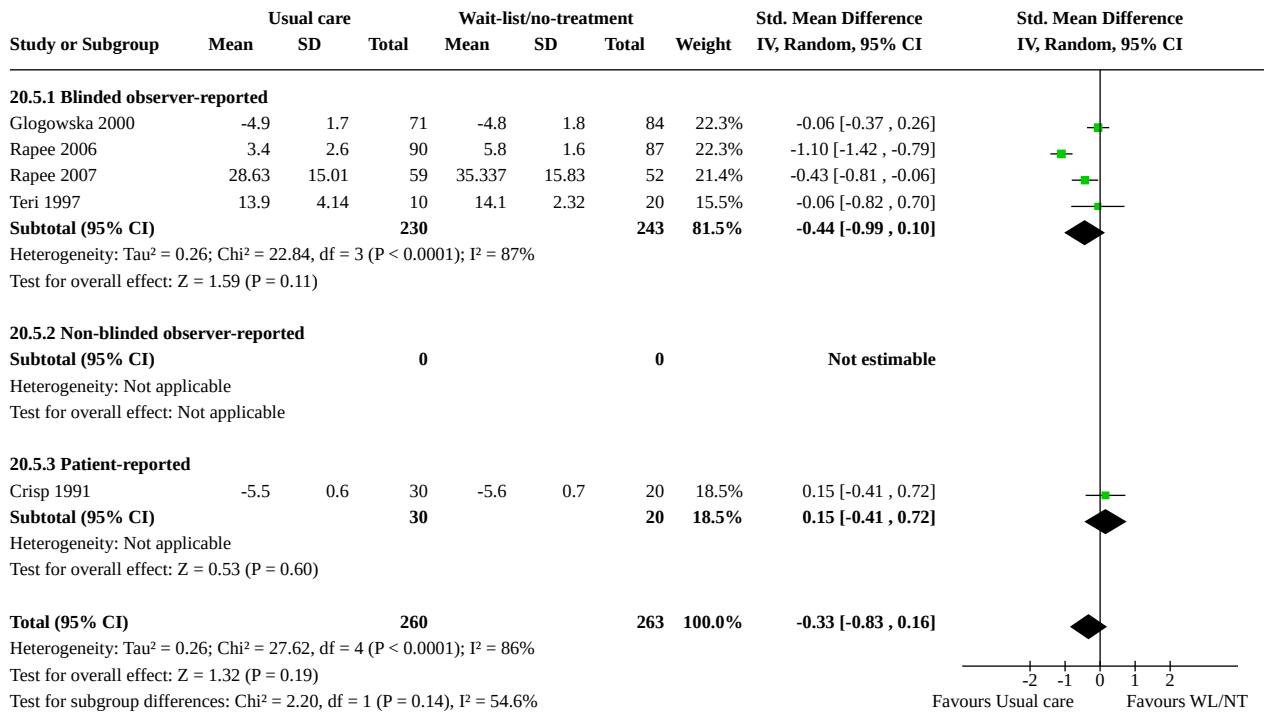 Usual care Wait-list/no-treatment Std. Mean Difference Std. Mean Difference
Study or Subgroup Mean SD Total Mean SD Total Weight IV, Random, 95% CI IV, Random, 95% CI
20.5.1 Blinded observer-reported
Glogowska 2000 -4.9 1.7 71 -4.8 1.8 84 22.3% -0.06 [-0.37 , 0.26]
Rapee 2006 3.4 2.6 90 5.8 1.6 87 22.3% -1.10 [-1.42 , -0.79]
Rapee 2007 28.63 15.01 59 35.337 15.83 52 21.4% -0.43 [-0.81 , -0.06]
Teri 1997 13.9 4.14 10 14.1 2.32 20 15.5% -0.06 [-0.82 , 0.70]
Subtotal (95% CI) 230 243 81.5% -0.44 [-0.99 , 0.10]
Heterogeneity: Tau² = 0.26; Chi² = 22.84, df = 3 (P < 0.0001); I² = 87%
Test for overall effect: Z = 1.59 (P = 0.11)
20.5.2 Non-blinded observer-reported
Subtotal (95% CI) 0 0 Not estimable
Heterogeneity: Not applicable
Test for overall effect: Not applicable
20.5.3 Patient-reported
Crisp 1991 -5.5 0.6 30 -5.6 0.7 20 18.5% 0.15 [-0.41 , 0.72]
Subtotal (95% CI) 30 20 18.5% 0.15 [-0.41 , 0.72]
Heterogeneity: Not applicable
Test for overall effect: Z = 0.53 (P = 0.60)
Total (95% CI) 260 263 100.0% -0.33 [-0.83 , 0.16]
Heterogeneity: Tau² = 0.26; Chi² = 27.62, df = 4 (P < 0.0001); I² = 86%
Test for overall effect: Z = 1.32 (P = 0.19)
-2 -1 0 1 2
Test for subgroup differences: Chi² = 2.20, df = 1 (P = 0.14), I² = 54.6%
Favours Usual care Favours WL/NT